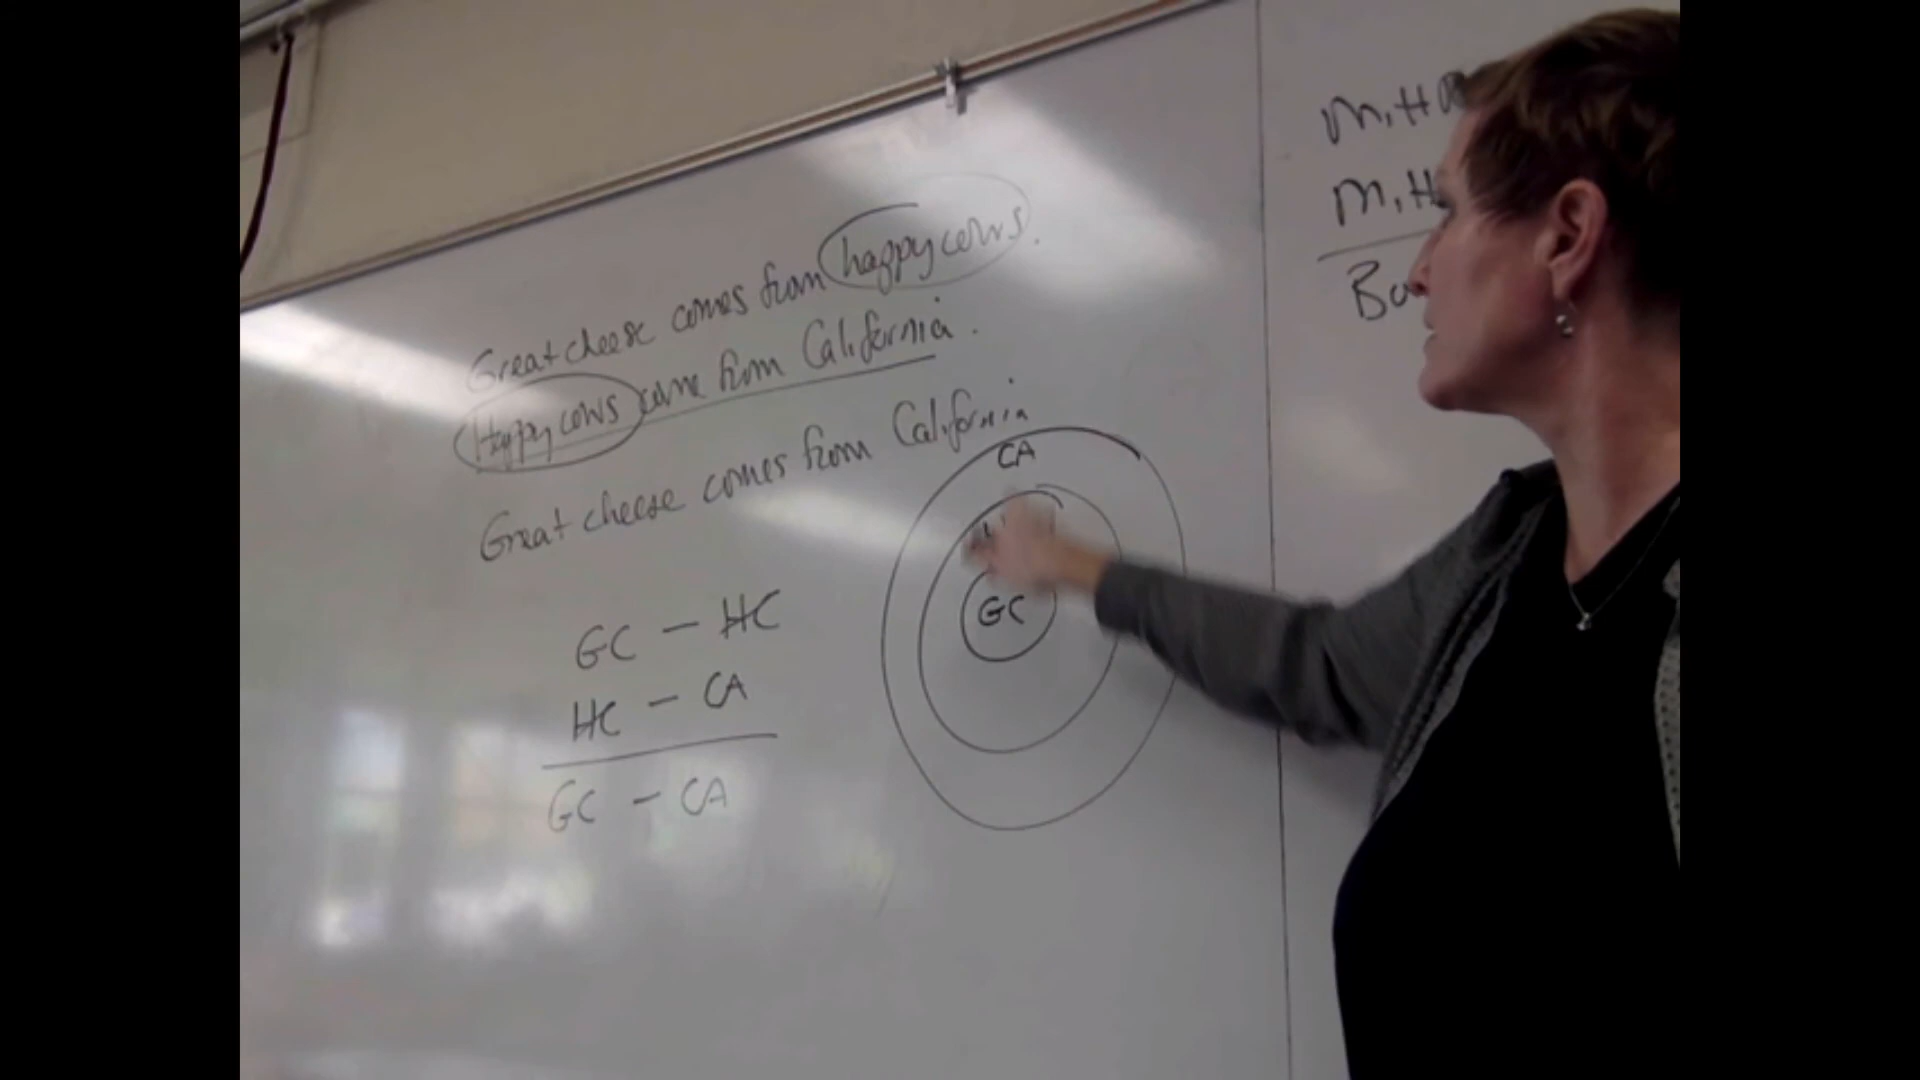 Great cheese comes from happy cows.
Happy cows come from California.
Great cheese comes from California
GC - HC
HC - CA
GC - CA
CA
GC